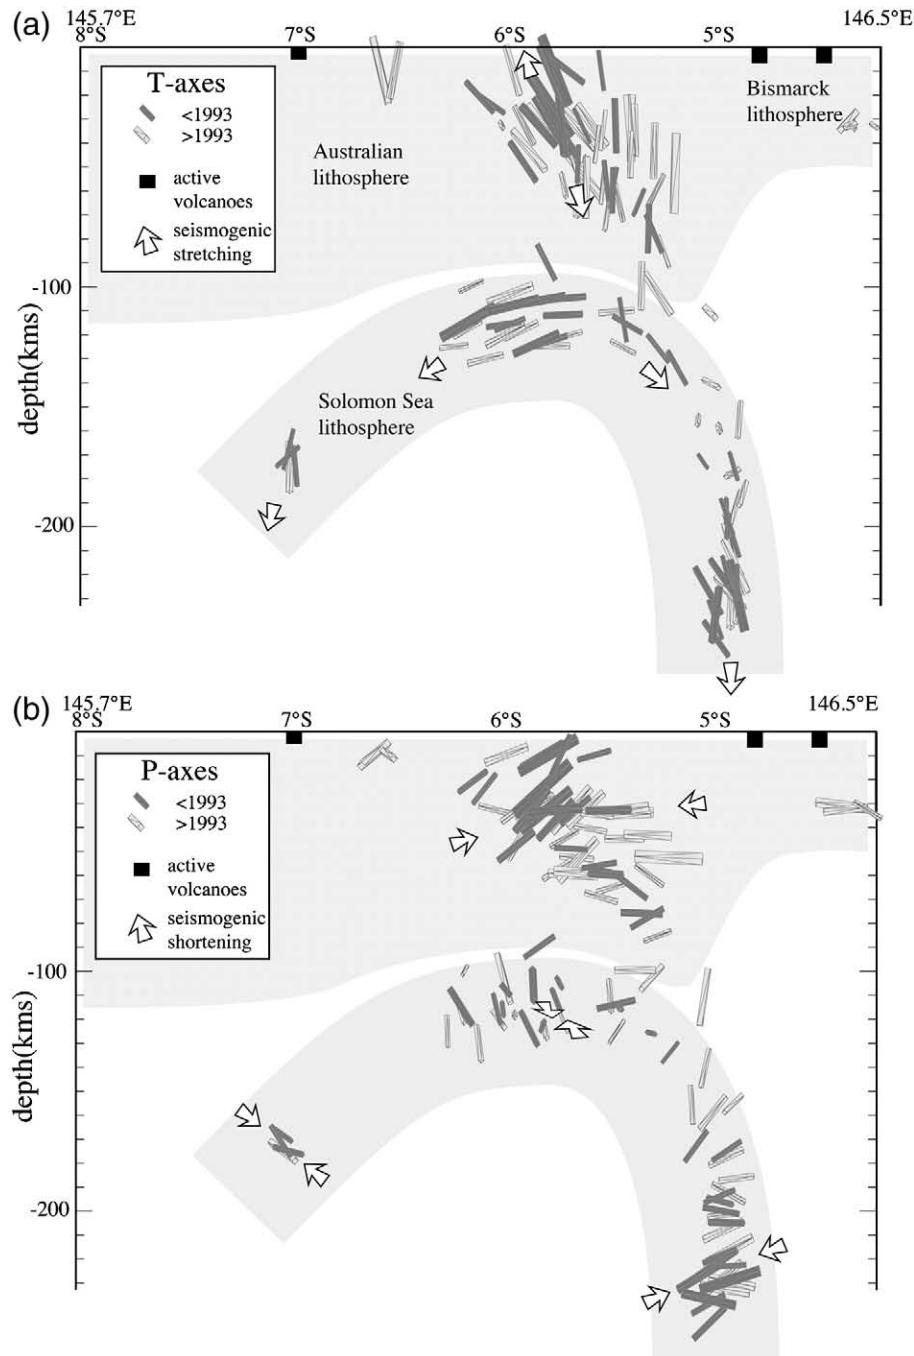 (a)
145.7°E
146.5°E
8°S
7°S
6°S
5°S
T-axes
<1993
>1993
active
volcanoes
seismogenic
stretching
Australian
lithosphere
Bismarck
lithosphere
-100
Solomon Sea
lithosphere
depth(kms)
-200
(b)
145.7°E
146.5°E
8°S
7°S
6°S
5°S
P-axes
<1993
>1993
active
volcanoes
seismogenic
shortening
-100
depth(kms)
-200